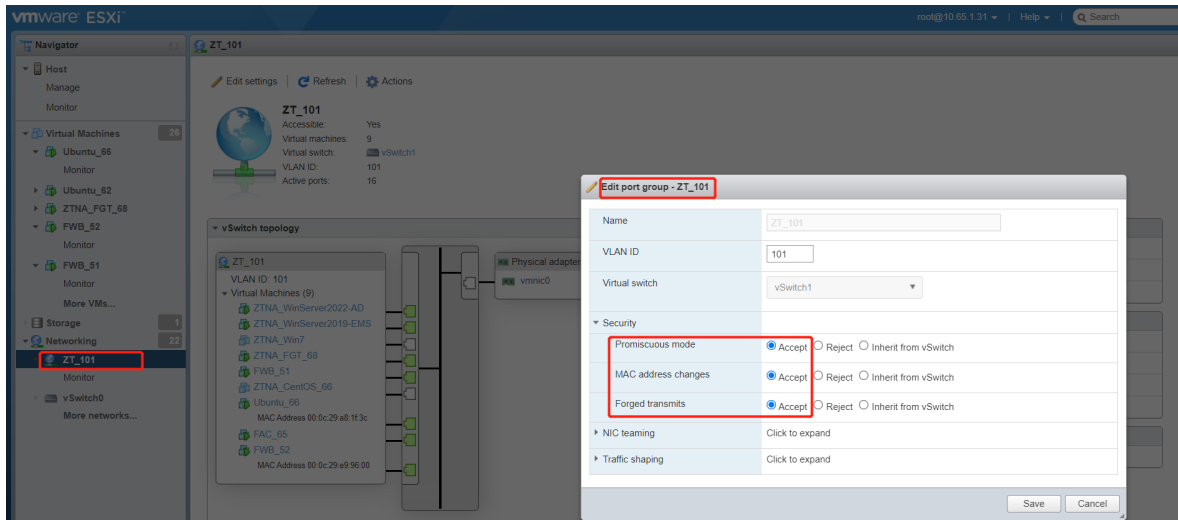 vmware ESXi
root@10.65.1.31 | Help | Search
Navigator
Host
Manage
Monitor
Virtual Machines 26
Ubuntu_66
Monitor
Ubuntu_62
ZTNA_FGT_68
FWB_52
Monitor
FWB_51
Monitor
More VMs...
Storage 1
Networking 22
ZT_101
Monitor
vSwitch0
More networks...
ZT_101
Edit settings | Refresh | Actions
ZT_101
Accessible: Yes
Virtual machines: 9
Virtual switch: vSwitch1
VLAN ID: 101
Active ports: 16
vSwitch topology
ZT_101
VLAN ID: 101
Virtual Machines (9)
ZTNA_WinServer2022-AD
ZTNA_WinServer2019-EMS
ZTNA_Win7
ZTNA_FGT_68
FWB_51
ZTNA_CentOS_66
Ubuntu_66
MAC Address 00:0c:29:a8:1f:3c
FAC_65
FWB_52
MAC Address 00:0c:29:e9:96:00
Physical adapter
vmnic0
Edit port group - ZT_101
Name ZT_101
VLAN ID 101
Virtual switch vSwitch1
Security
Promiscuous mode Accept Reject Inherit from vSwitch
MAC address changes Accept Reject Inherit from vSwitch
Forged transmits Accept Reject Inherit from vSwitch
NIC teaming Click to expand
Traffic shaping Click to expand
Save Cancel